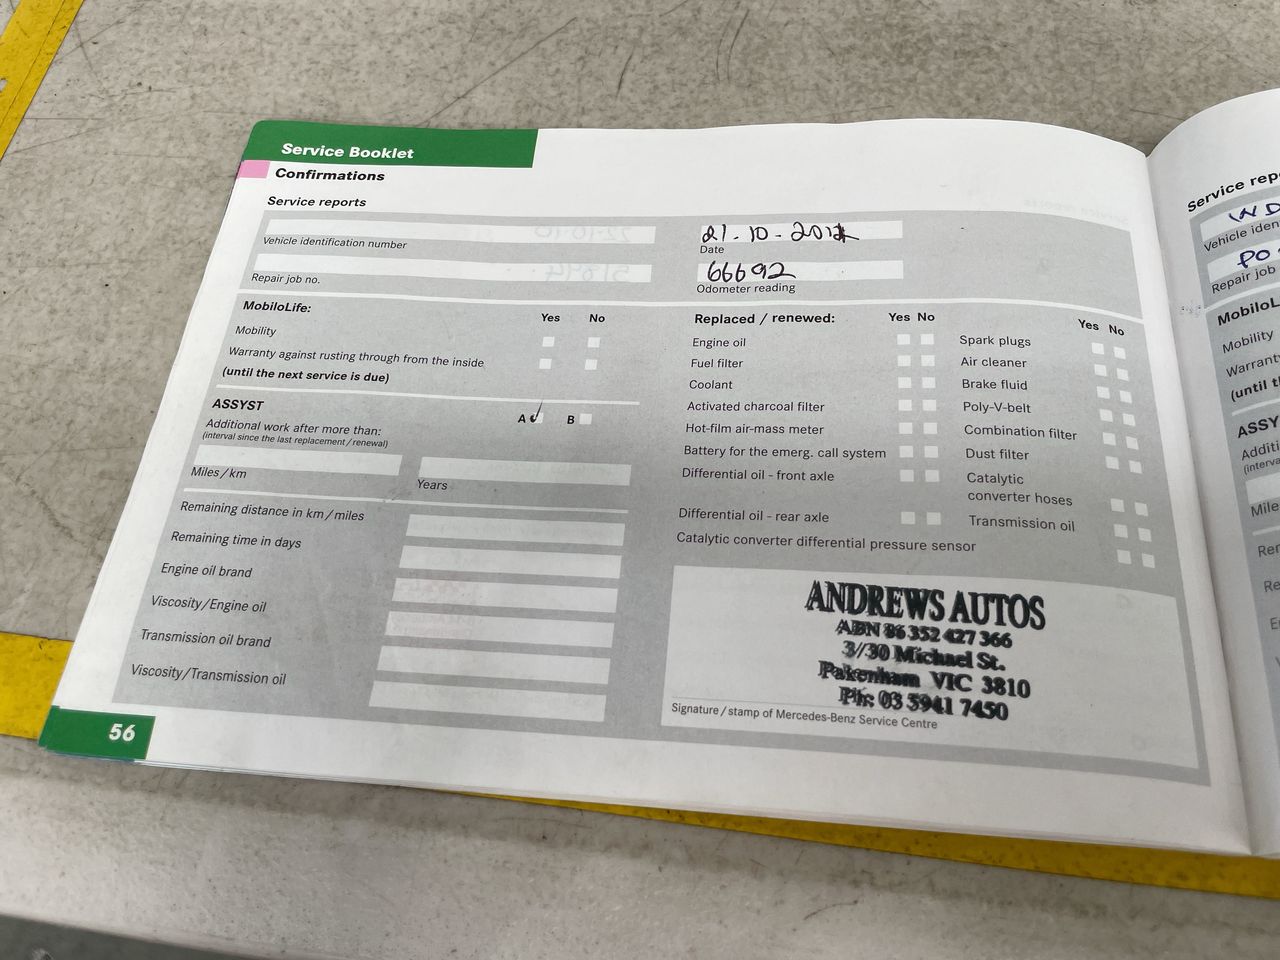 Service Booklet
Confirmations
Service reports
Vehicle identification number
21-10-
Date
Repair job no.
66692
Odometer reading
MobiloLife:
Yes No
Mobility
Warranty against rusting through from the inside
(until the next service is due)
ASSYST
A B
Additional work after more than:
(interval since the last replacement/renewal)
Miles/km
Years
Remaining distance in km/miles
Remaining time in days
Engine oil brand
Viscosity/Engine oil
Transmission oil brand
Viscosity/Transmission oil
Replaced / renewed:
Yes No
Engine oil
Fuel filter
Coolant
Activated charcoal filter
Hot-film air-mass meter
Battery for the emerg. call system
Differential oil - front axle
Differential oil - rear axle
Catalytic converter differential pressure sensor
Yes No
Spark plugs
Air cleaner
Brake fluid
Poly-V-belt
Combination filter
Dust filter
Catalytic
converter hoses
Transmission oil
ANDREWS AUTOS
ABN 86 352 427 366
3/30 Michael St.
Pakenham VIC 3810
Ph: 03 5941 7450
Signature/stamp of Mercedes-Benz Service Centre
56
Service rep
WD
Vehicle iden
PO
Repair job
MobiloL
Mobility
Warrant
(until th
ASSY
Additi
(interva
Mile
Rer
Re